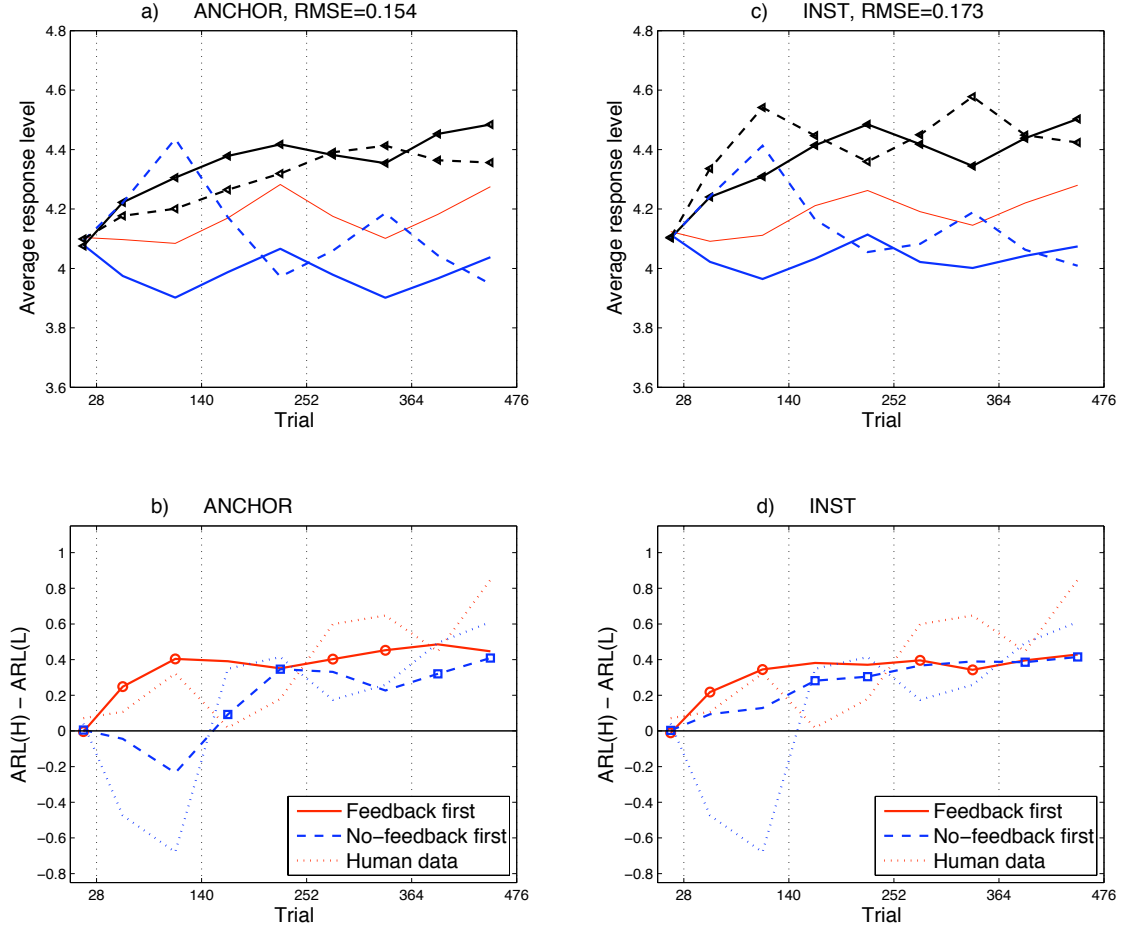 a) ANCHOR, RMSE=0.154
4.8
4.6
4.4
4.2
4
3.8
3.6
Average response level
28 140 252 364 476
Trial
c) INST, RMSE=0.173
4.8
4.6
4.4
4.2
4
3.8
3.6
Average response level
28 140 252 364 476
Trial
b) ANCHOR
1
0.8
0.6
0.4
0.2
0
−0.2
−0.4
−0.6
−0.8
ARL(H) − ARL(L)
Feedback first
No−feedback first
Human data
28 140 252 364 476
Trial
d) INST
1
0.8
0.6
0.4
0.2
0
−0.2
−0.4
−0.6
−0.8
ARL(H) − ARL(L)
Feedback first
No−feedback first
Human data
28 140 252 364 476
Trial